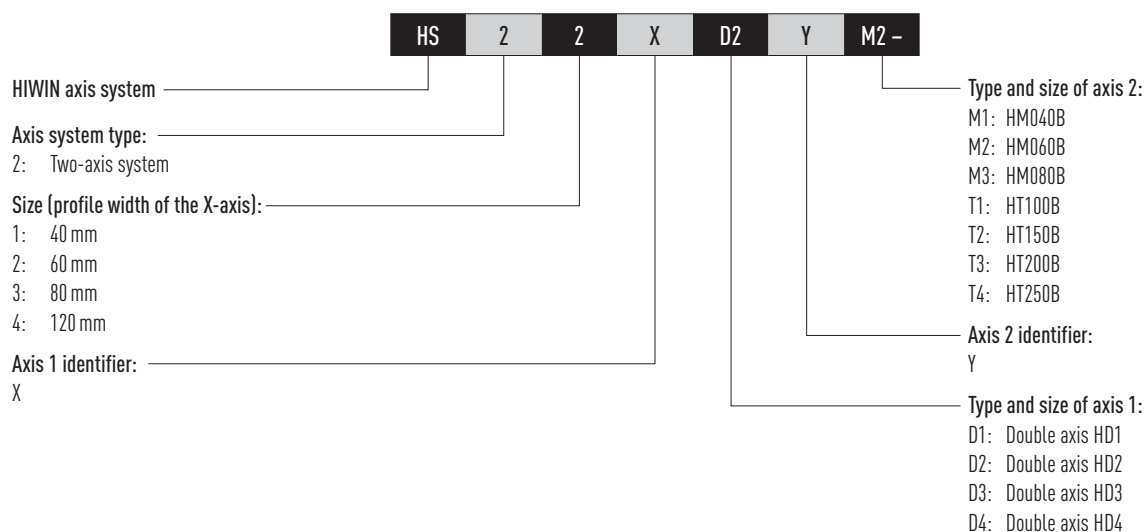 HS 2 2 X D2 Y M2 –
HIWIN axis system
Axis system type:
2: Two-axis system
Size (profile width of the X-axis):
1: 40 mm
2: 60 mm
3: 80 mm
4: 120 mm
Axis 1 identifier:
X
Type and size of axis 2:
M1: HM040B
M2: HM060B
M3: HM080B
T1: HT100B
T2: HT150B
T3: HT200B
T4: HT250B
Axis 2 identifier:
Y
Type and size of axis 1:
D1: Double axis HD1
D2: Double axis HD2
D3: Double axis HD3
D4: Double axis HD4